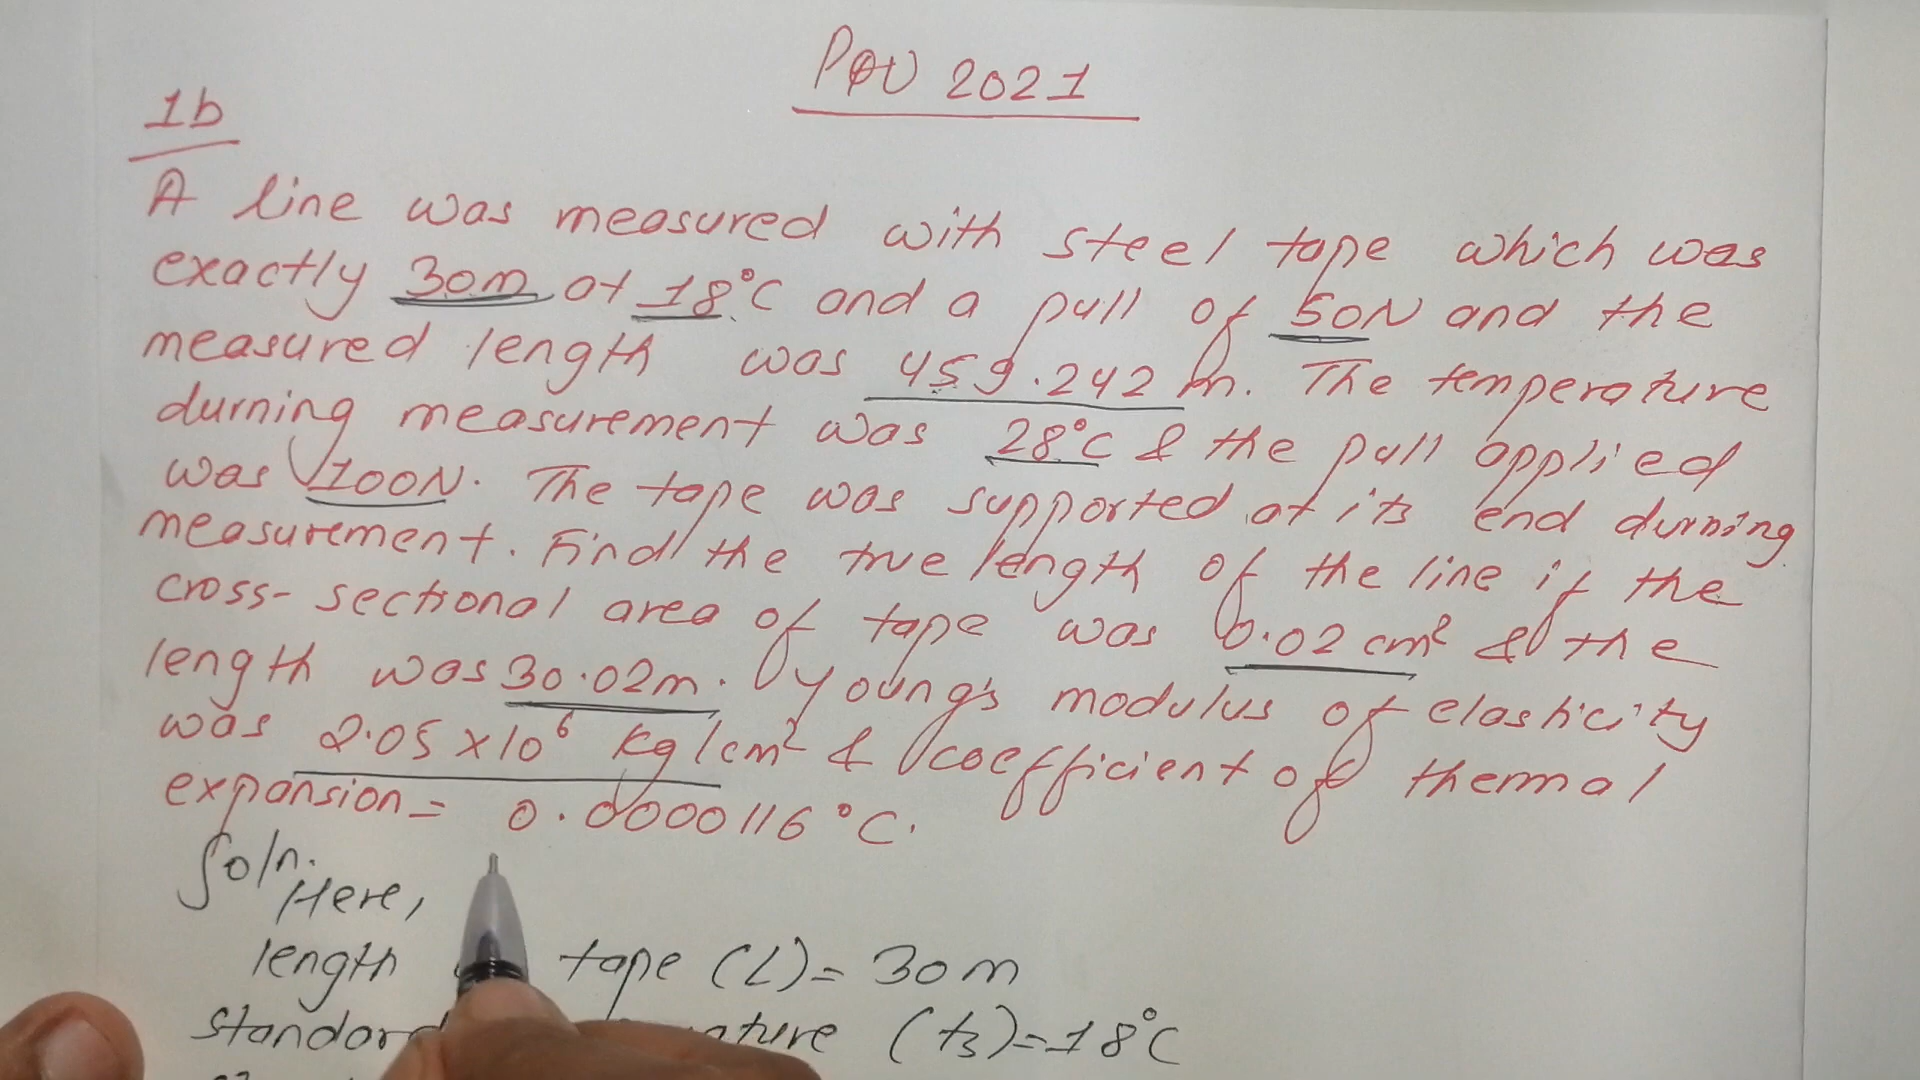 POU 2021
1b
A line was measured with steel tape which was
exactly 30m at 18°C and a pull of 50N and the
measured length was 459.242 m. The temperature
durning measurement was 28°C & the pull applied
was 100N. The tape was supported at its end durning
measurement. Find the true length of the line if the
cross-sectional area of tape was 0.02 cm² & the
length was 30.02m. Young's modulus of elasticity
was 2.05 x10⁶ kg/cm² & coefficient of thermal
expansion = 0.0000116°C.
Soln.
Here,
length tape (L) = 30m
(ts) = 18°C